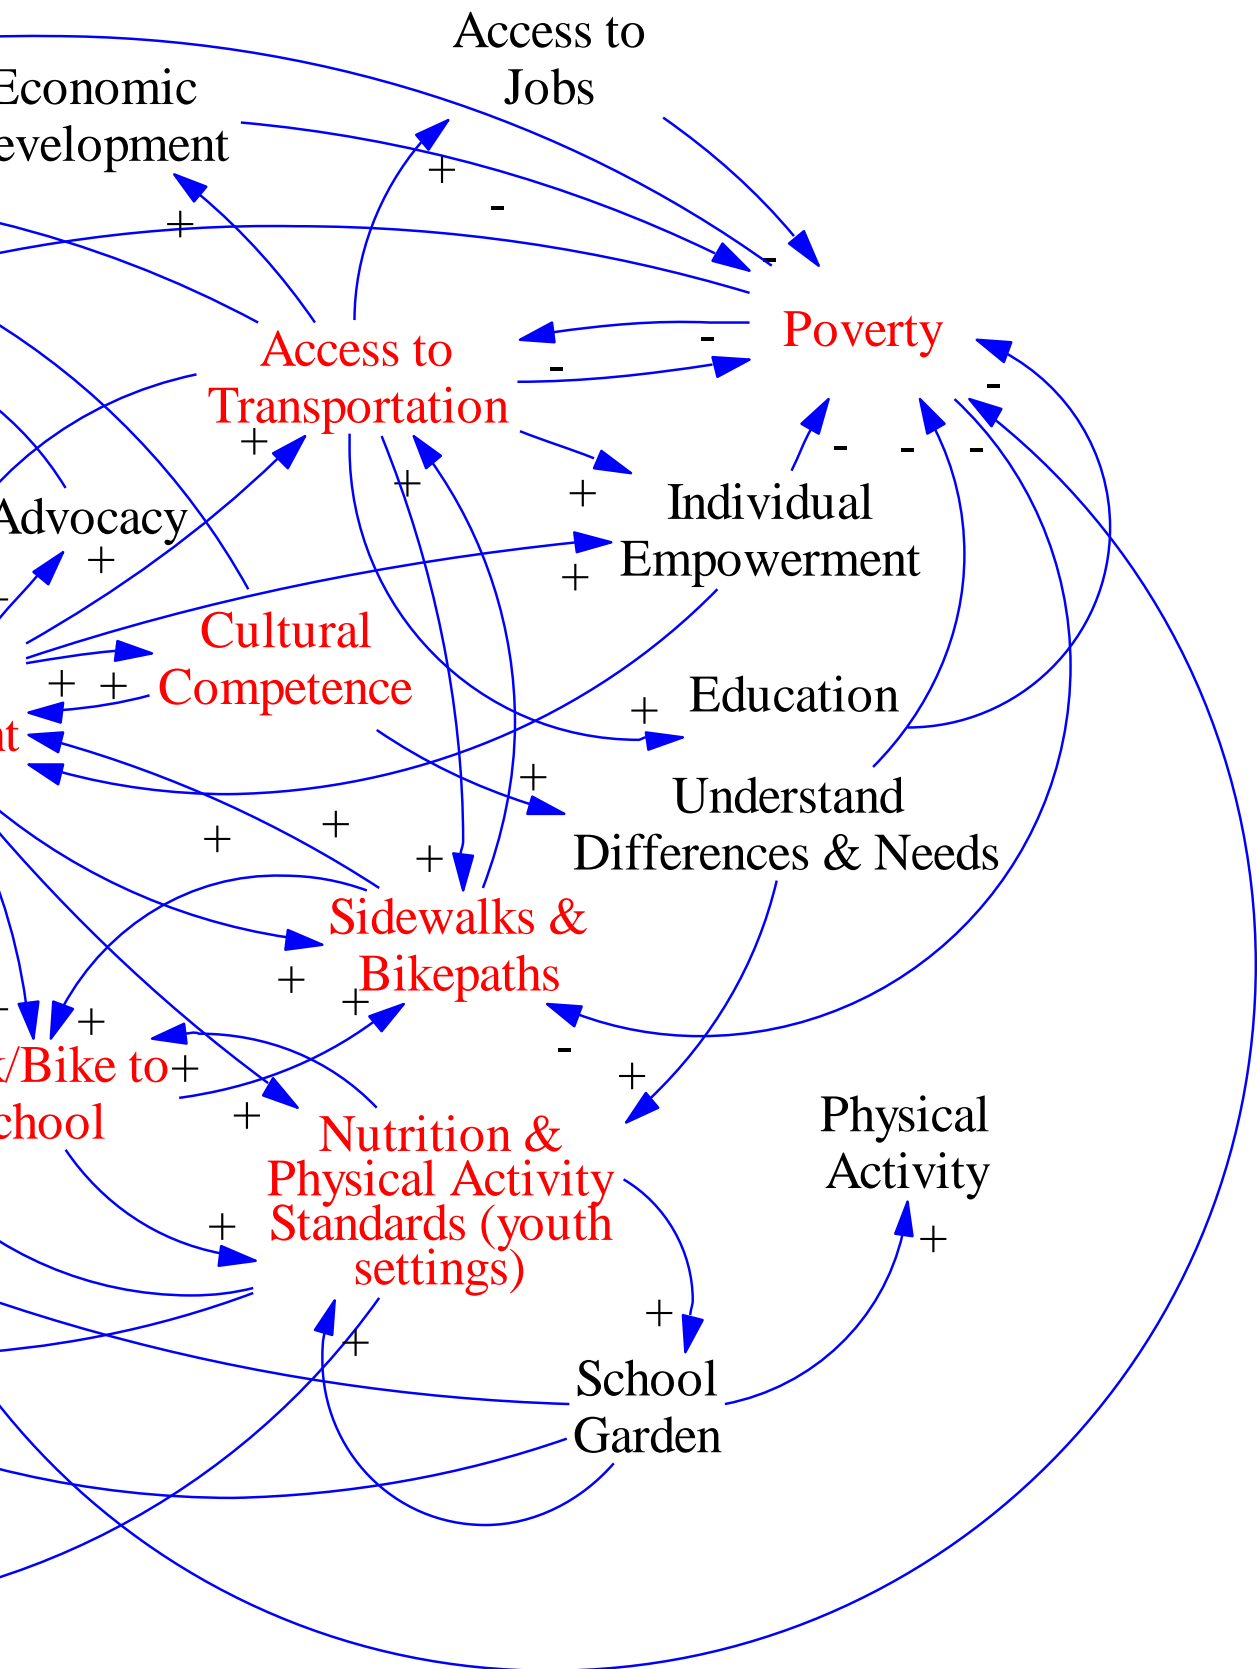 Access to
Jobs
Economic
evelopment
+
-
+
-
Access to
Transportation
Poverty
-
-
-
+
+
-
-
-
+
Individual
Empowerment
Advocacy
+
+
Cultural
Competence
+
+
Education
+
nt
+
Understand
Differences & Needs
+
+
+
Sidewalks &
Bikepaths
+
+
+
-
k/Bike to
chool
+
+
+
Nutrition &
Physical Activity
Standards (youth
settings)
Physical
Activity
+
+
+
+
School
Garden